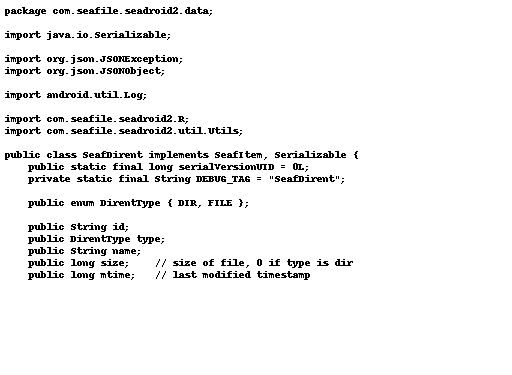 package com.seafile.seadroid2.data;

import java.io.Serializable;

import org.json.JSONException;
import org.json.JSONObject;

import android.util.Log;

import com.seafile.seadroid2.R;
import com.seafile.seadroid2.util.Utils;

public class SeafDirent implements SeafItem, Serializable {
    public static final long serialVersionUID = 0L;
    private static final String DEBUG_TAG = "SeafDirent";

    public enum DirentType { DIR, FILE };

    public String id;
    public DirentType type;
    public String name;
    public long size;    // size of file, 0 if type is dir
    public long mtime;   // last modified timestamp